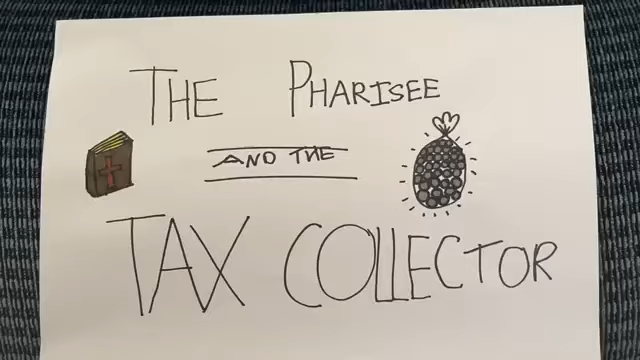 THE PHARISEE
AND THE
TAX COLLECTOR